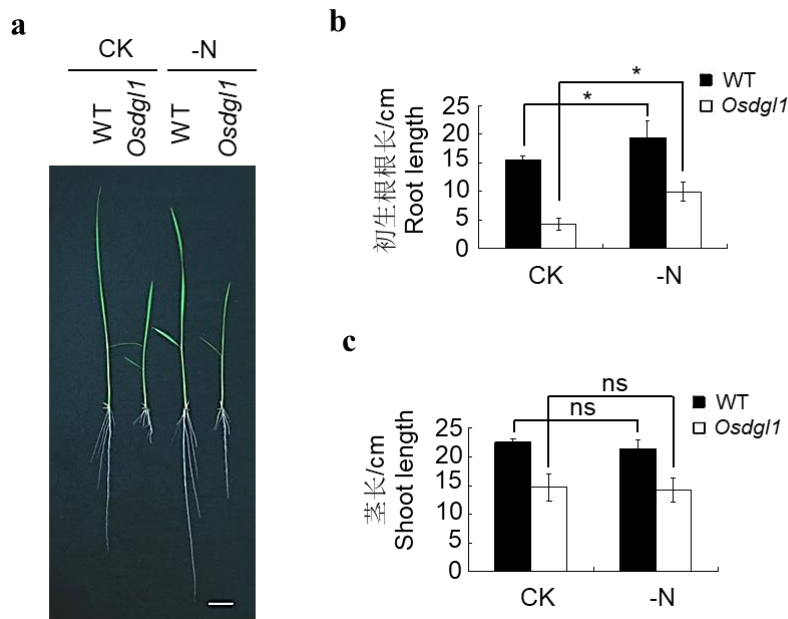 a
CK -N
WT Osdgl1 WT Osdgl1
b
初生根根长/cm
Root length
25
20
15
10
5
0
* *
WT
Osdgl1
CK -N
c
茎长/cm
Shoot length
25
20
15
10
5
0
ns
ns
WT
Osdgl1
CK -N